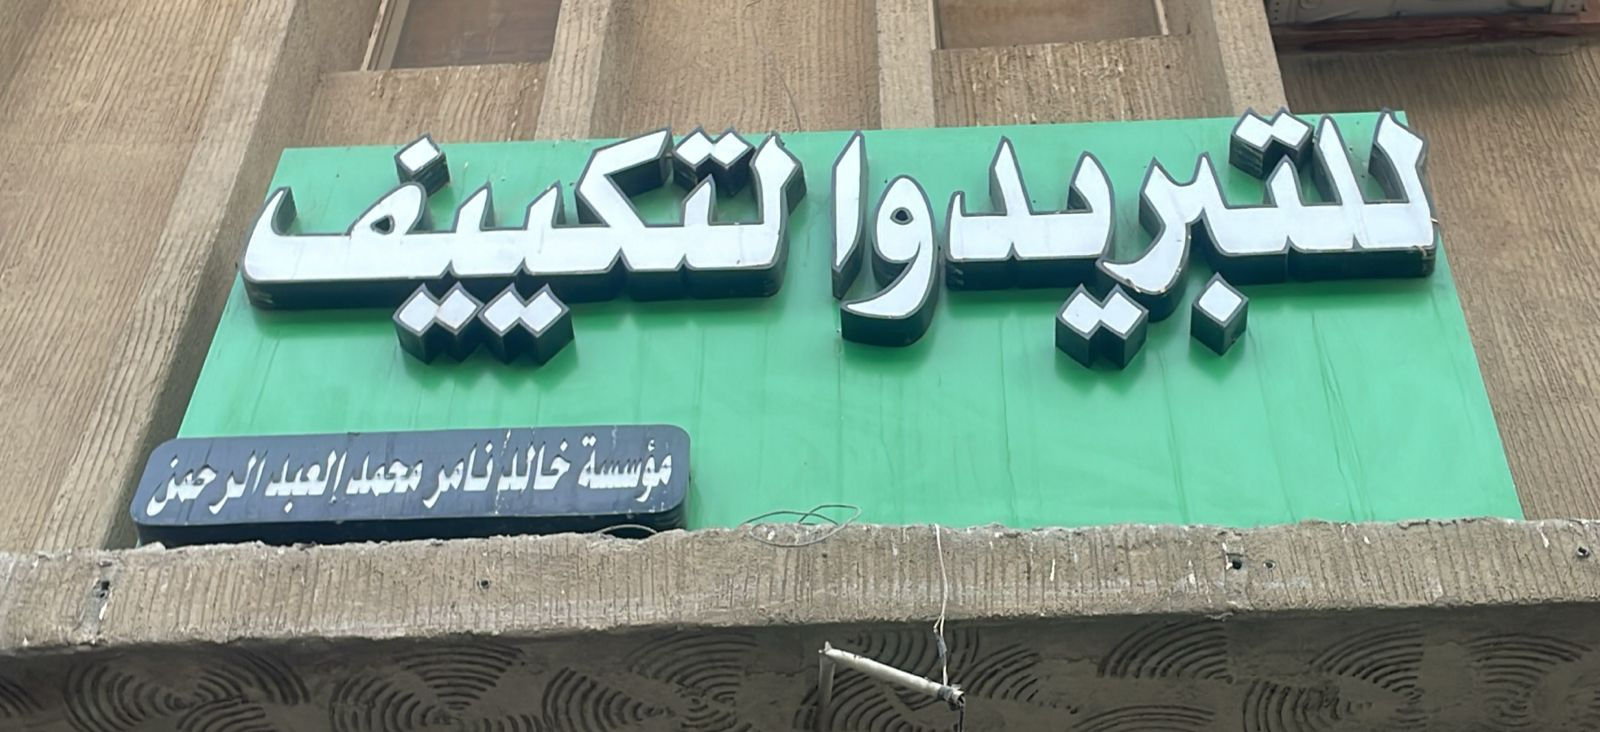 للتبريد والتكييف
مؤسسة خالد نامر محمد العبد الرحمن